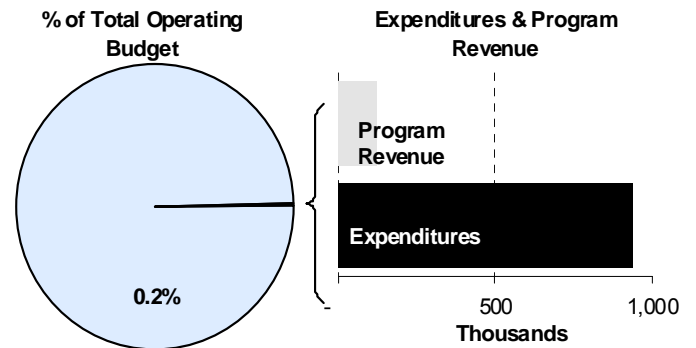 % of Total Operating
Budget
0.2%
Expenditures & Program
Revenue
Program
Revenue
Expenditures
-
500
1,000
Thousands